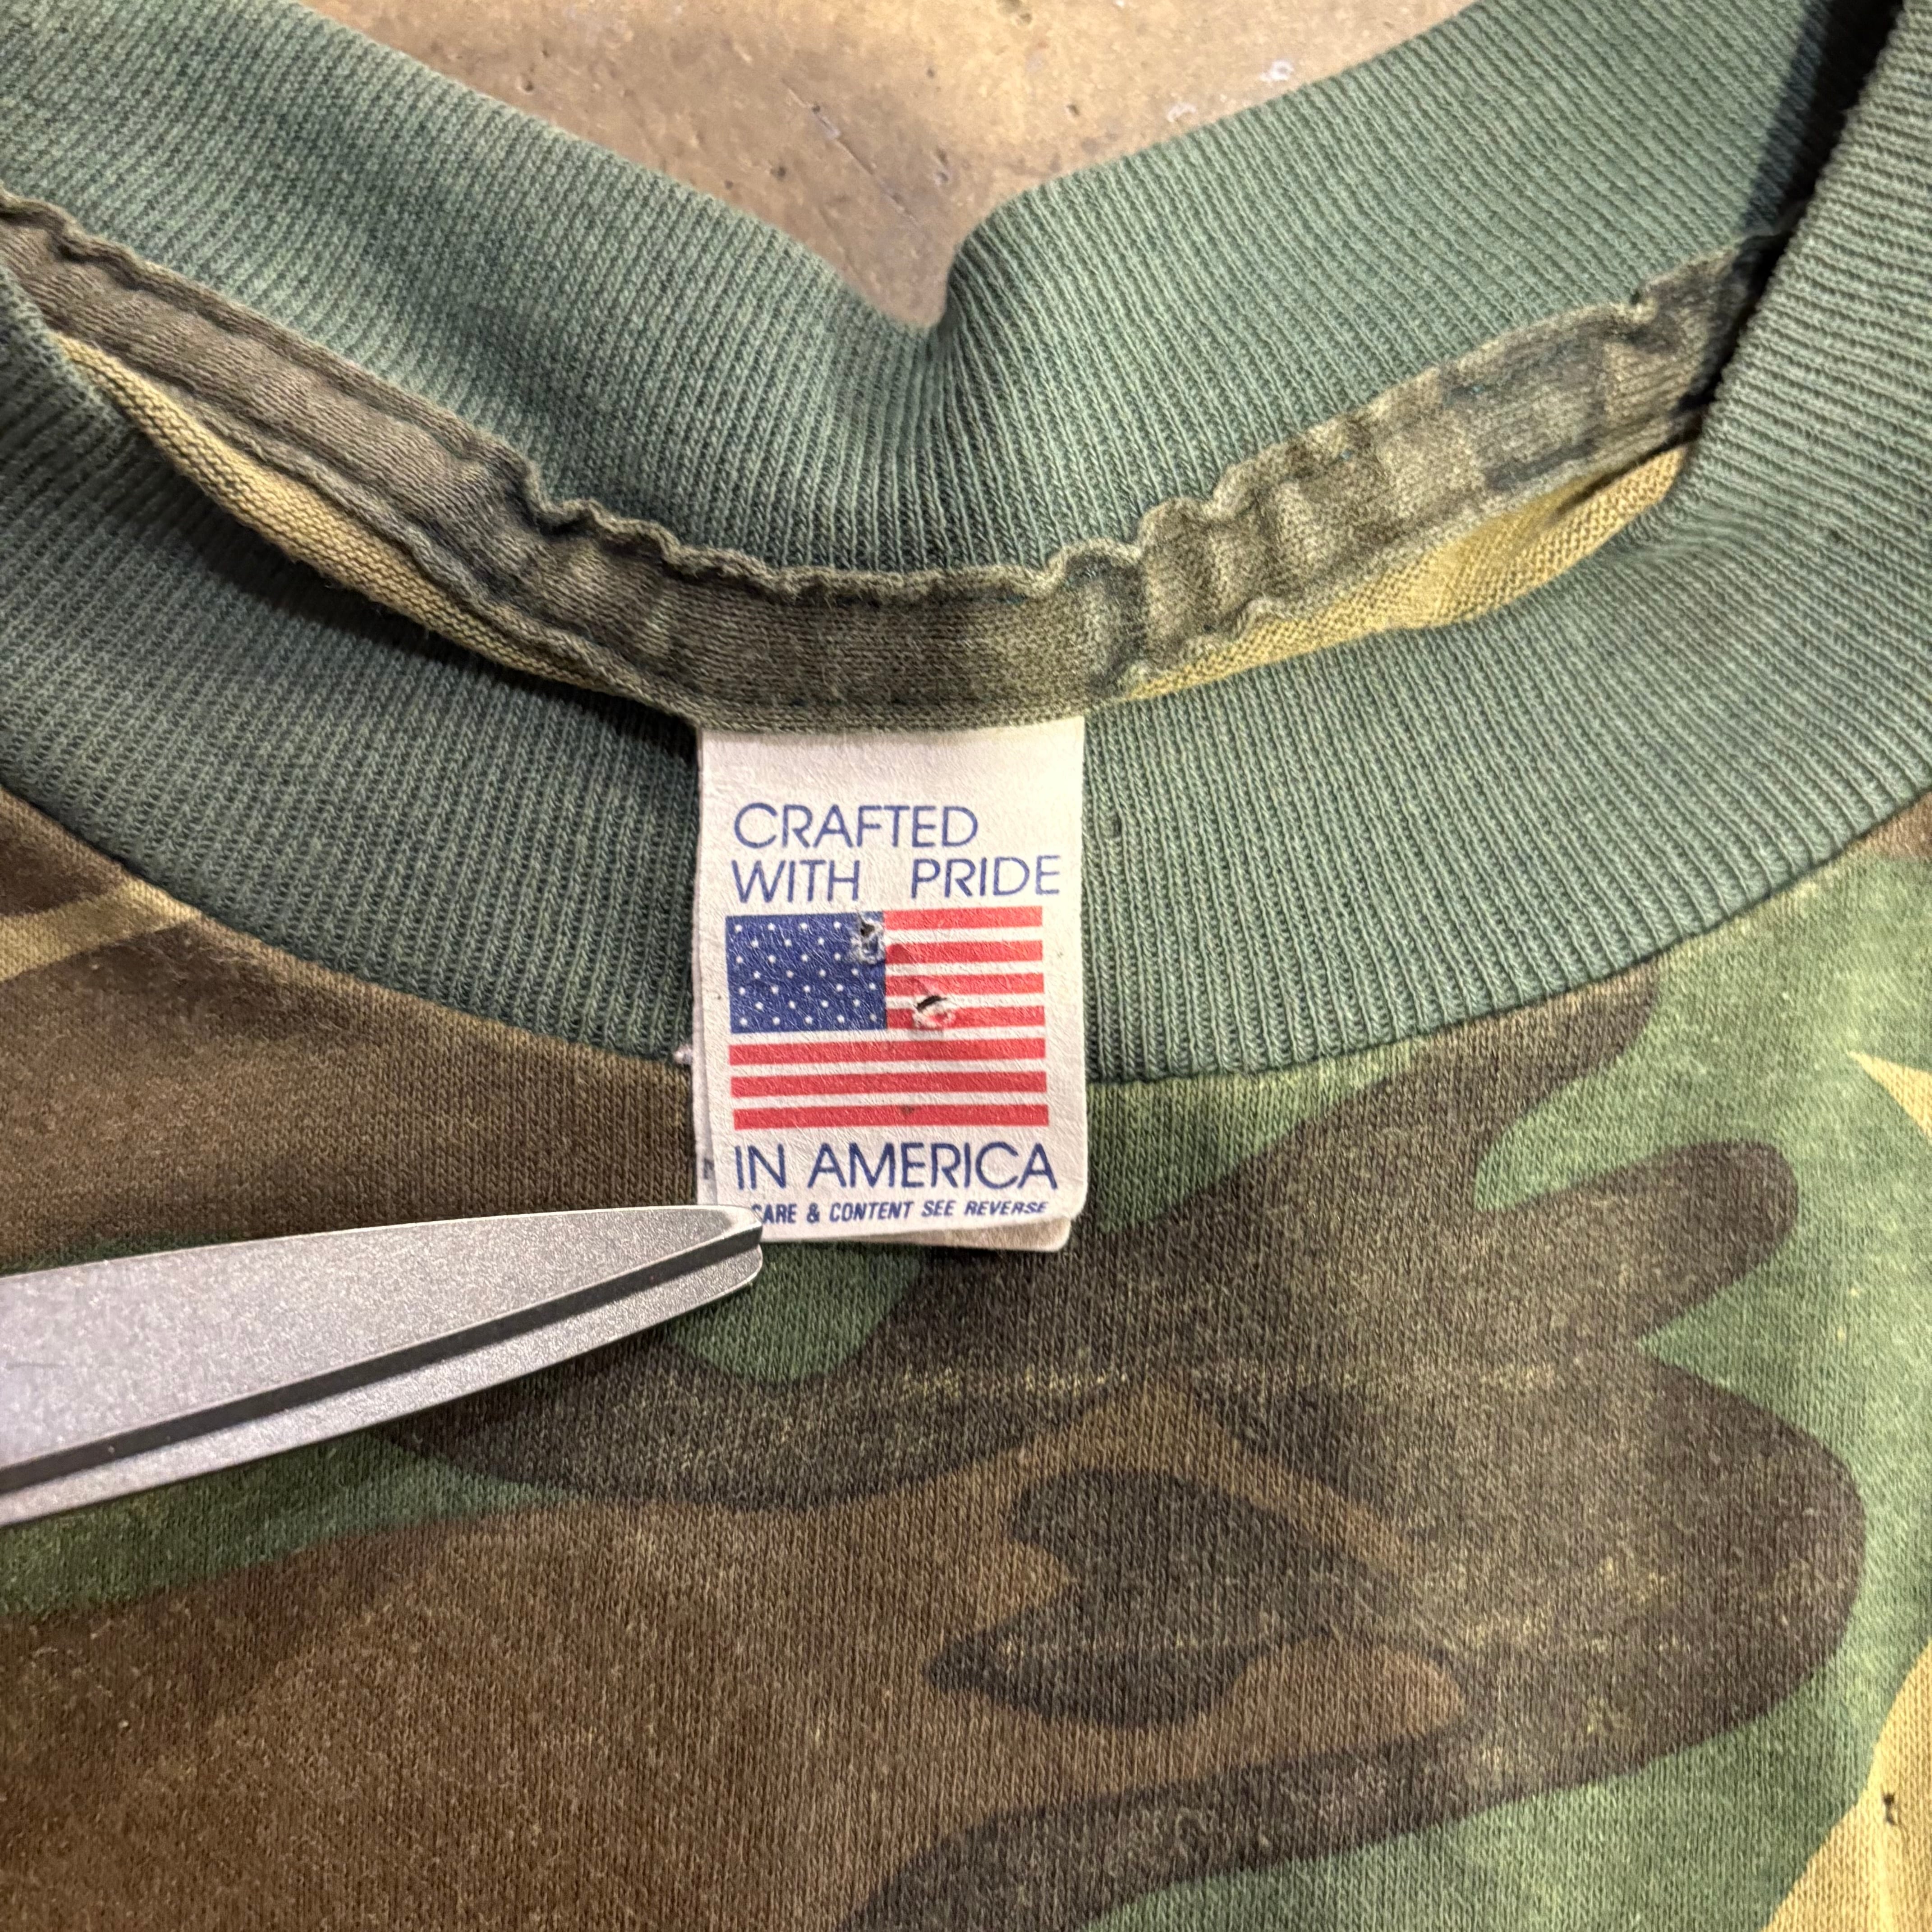 CRAFTED
WITH PRIDE
IN AMERICA
CARE & CONTENT SEE REVERSE